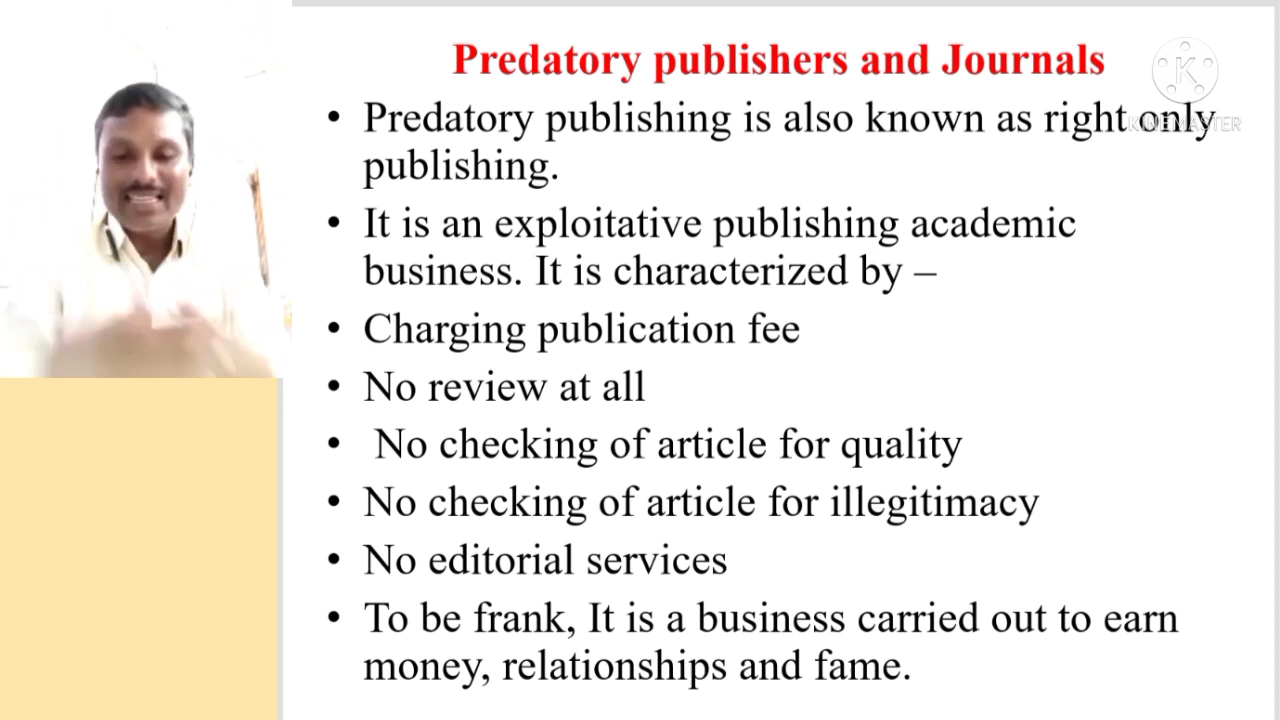 Predatory publishers and Journals
• Predatory publishing is also known as right only
publishing.
• It is an exploitative publishing academic
business. It is characterized by –
• Charging publication fee
• No review at all
• No checking of article for quality
• No checking of article for illegitimacy
• No editorial services
• To be frank, It is a business carried out to earn
money, relationships and fame.
K
KINEMASTER